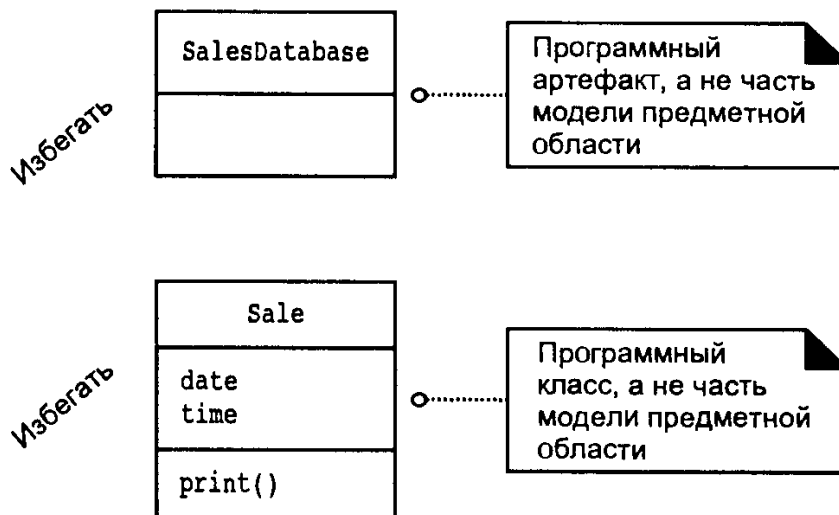 SalesDatabase
Программный
артефакт, а не часть
модели предметной
области
Избегать
Sale
date
time
print()
Программный
класс, а не часть
модели предметной
области
Избегать